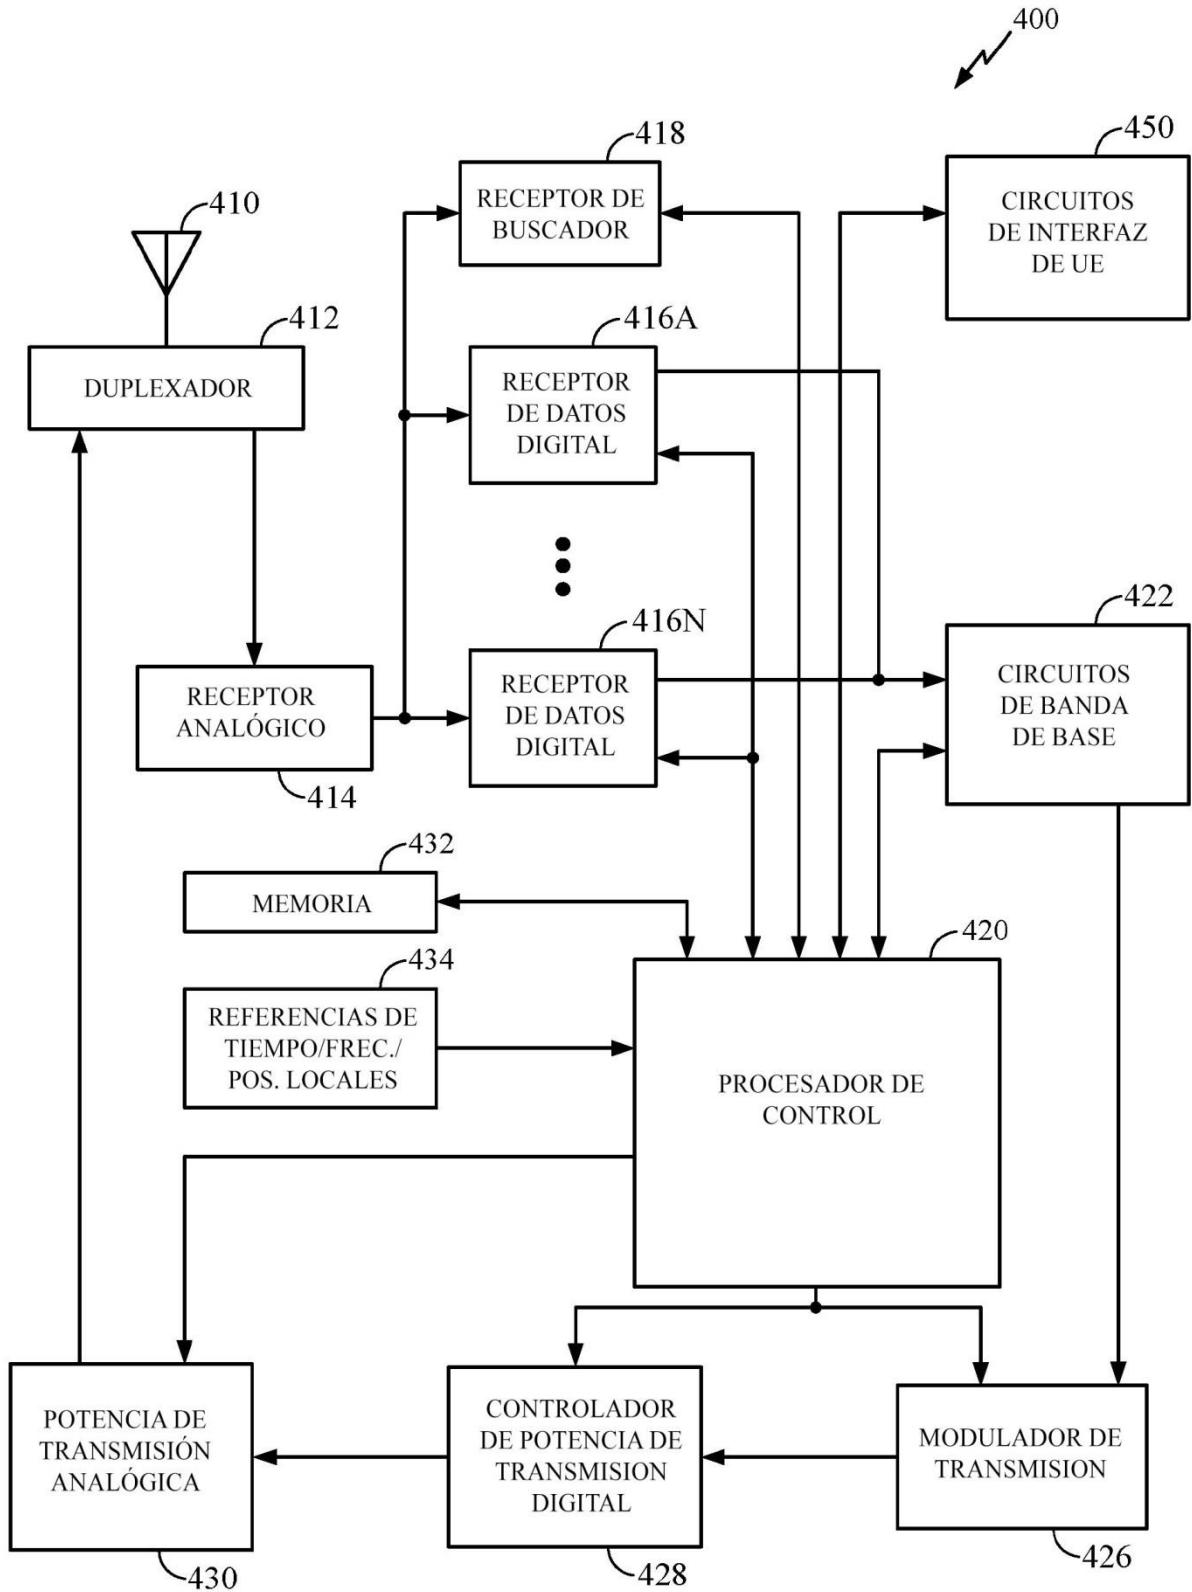 400
418
RECEPTOR DE
BUSCADOR
450
CIRCUITOS
DE INTERFAZ
DE UE
410
412
DUPLEXADOR
416A
RECEPTOR
DE DATOS
DIGITAL
416N
RECEPTOR
DE DATOS
DIGITAL
422
CIRCUITOS
DE BANDA
DE BASE
RECEPTOR
ANALÓGICO
414
432
MEMORIA
434
REFERENCIAS DE
TIEMPO/FREC./
POS. LOCALES
420
PROCESADOR DE
CONTROL
POTENCIA DE
TRANSMISIÓN
ANALÓGICA
430
CONTROLADOR
DE POTENCIA DE
TRANSMISION
DIGITAL
428
MODULADOR DE
TRANSMISION
426